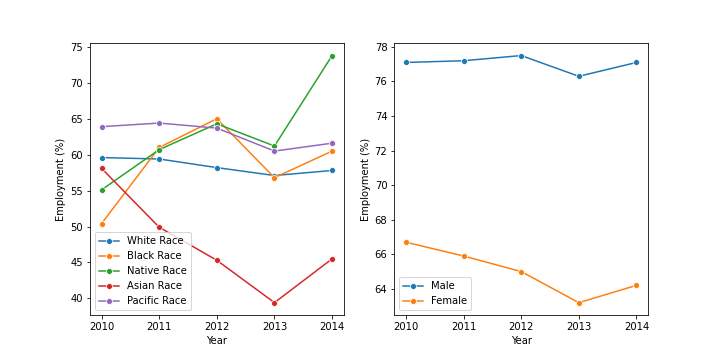 75
70
65
60
55
50
45
40
Employment (%)
2010 2011 2012 2013 2014
Year
White Race
Black Race
Native Race
Asian Race
Pacific Race
78
76
74
72
70
68
66
64
Employment (%)
2010 2011 2012 2013 2014
Year
Male
Female